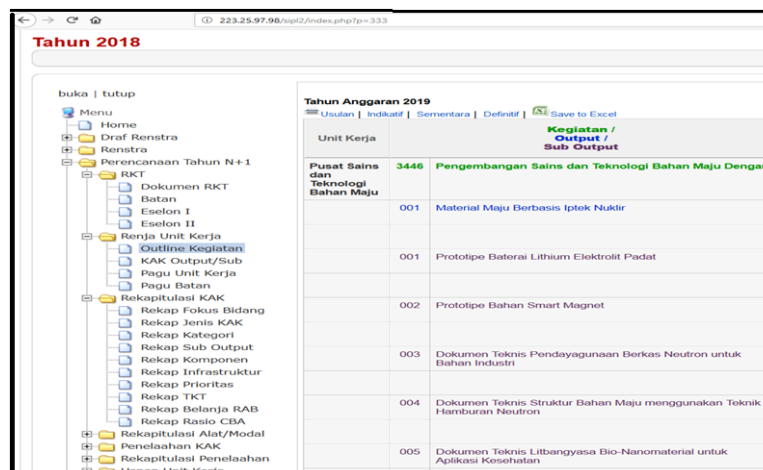 223.25.97.98/sipl2/index.php?p=333
Tahun 2018
buka | tutup
Menu
Home
Draf Renstra
Renstra
Perencanaan Tahun N+1
RKT
Dokumen RKT
Batan
Eselon I
Eselon II
Renja Unit Kerja
Outline Kegiatan
KAK Output/Sub
Pagu Unit Kerja
Pagu Batan
Rekapitulasi KAK
Rekap Fokus Bidang
Rekap Jenis KAK
Rekap Kategori
Rekap Sub Output
Rekap Komponen
Rekap Infrastruktur
Rekap Prioritas
Rekap TKT
Rekap Belanja RAB
Rekap Rasio CBA
Rekapitulasi Alat/Modal
Penelaahan KAK
Rekapitulasi Penelaahan
Tahun Anggaran 2019
Usulan | Indikatif | Sementara | Definitif | Save to Excel
Unit Kerja
Kegiatan /
Output /
Sub Output
Pusat Sains
dan
Teknologi
Bahan Maju
3446 Pengembangan Sains dan Teknologi Bahan Maju Dengan
001 Material Maju Berbasis Iptek Nuklir
001 Prototipe Baterai Lithium Elektrolit Padat
002 Prototipe Bahan Smart Magnet
003 Dokumen Teknis Pendayagunaan Berkas Neutron untuk
Bahan Industri
004 Dokumen Teknis Struktur Bahan Maju menggunakan Teknik
Hamburan Neutron
005 Dokumen Teknis Litbangyasa Bio-Nanomaterial untuk
Aplikasi Kesehatan